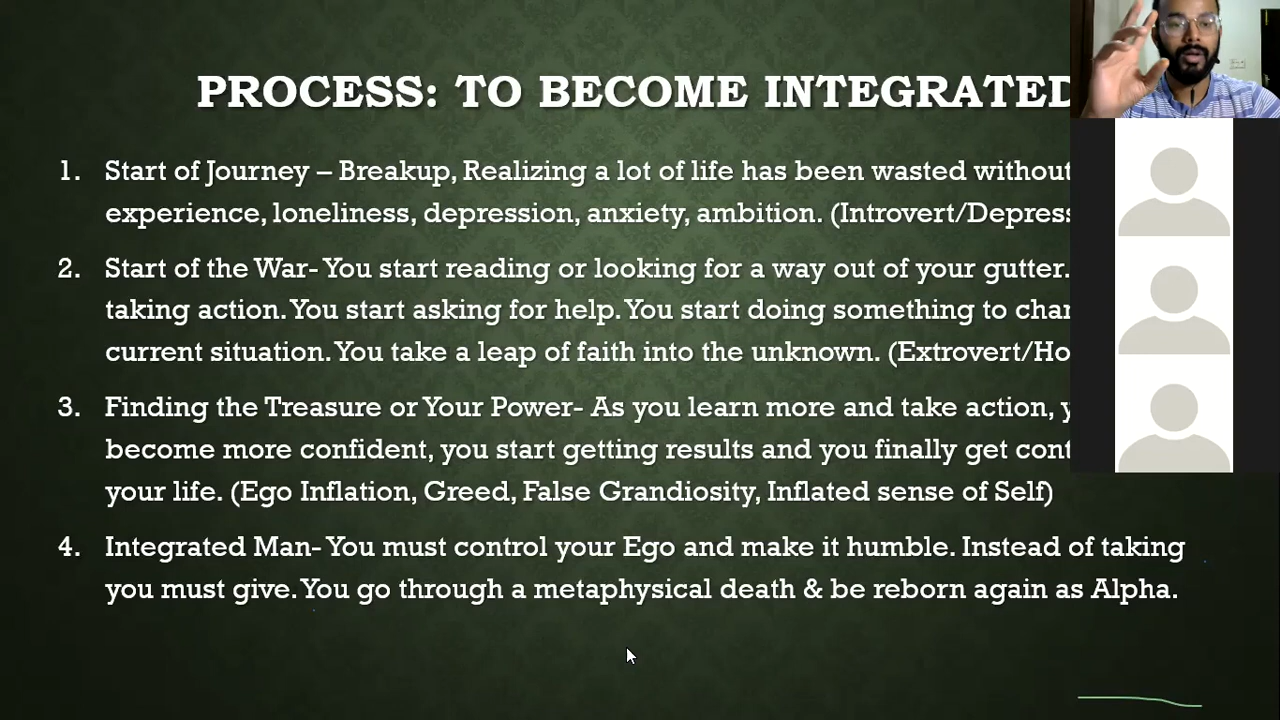 PROCESS: TO BECOME INTEGRATED
1. Start of Journey – Breakup, Realizing a lot of life has been wasted without
experience, loneliness, depression, anxiety, ambition. (Introvert/Depress
2. Start of the War- You start reading or looking for a way out of your gutter.
taking action. You start asking for help. You start doing something to
current situation. You take a leap of faith into the unknown. (Extrovert/Ho
3. Finding the Treasure or Your Power- As you learn more and take action,
become more confident, you start getting results and you finally get
your life. (Ego Inflation, Greed, False Grandiosity, Inflated sense of Self)
4. Integrated Man- You must control your Ego and make it humble. Instead of taking
you must give. You go through a metaphysical death & be reborn again as Alpha.